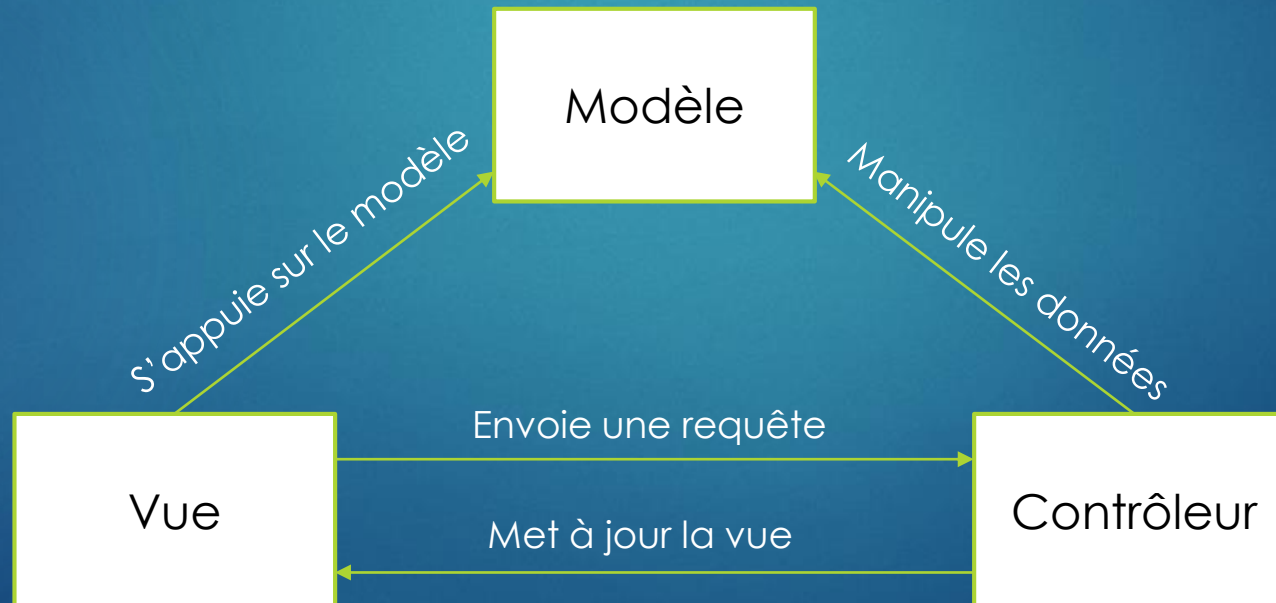 Modèle
S'appuie sur le modèle
Manipule les données
Envoie une requête
Vue
Contrôleur
Met à jour la vue